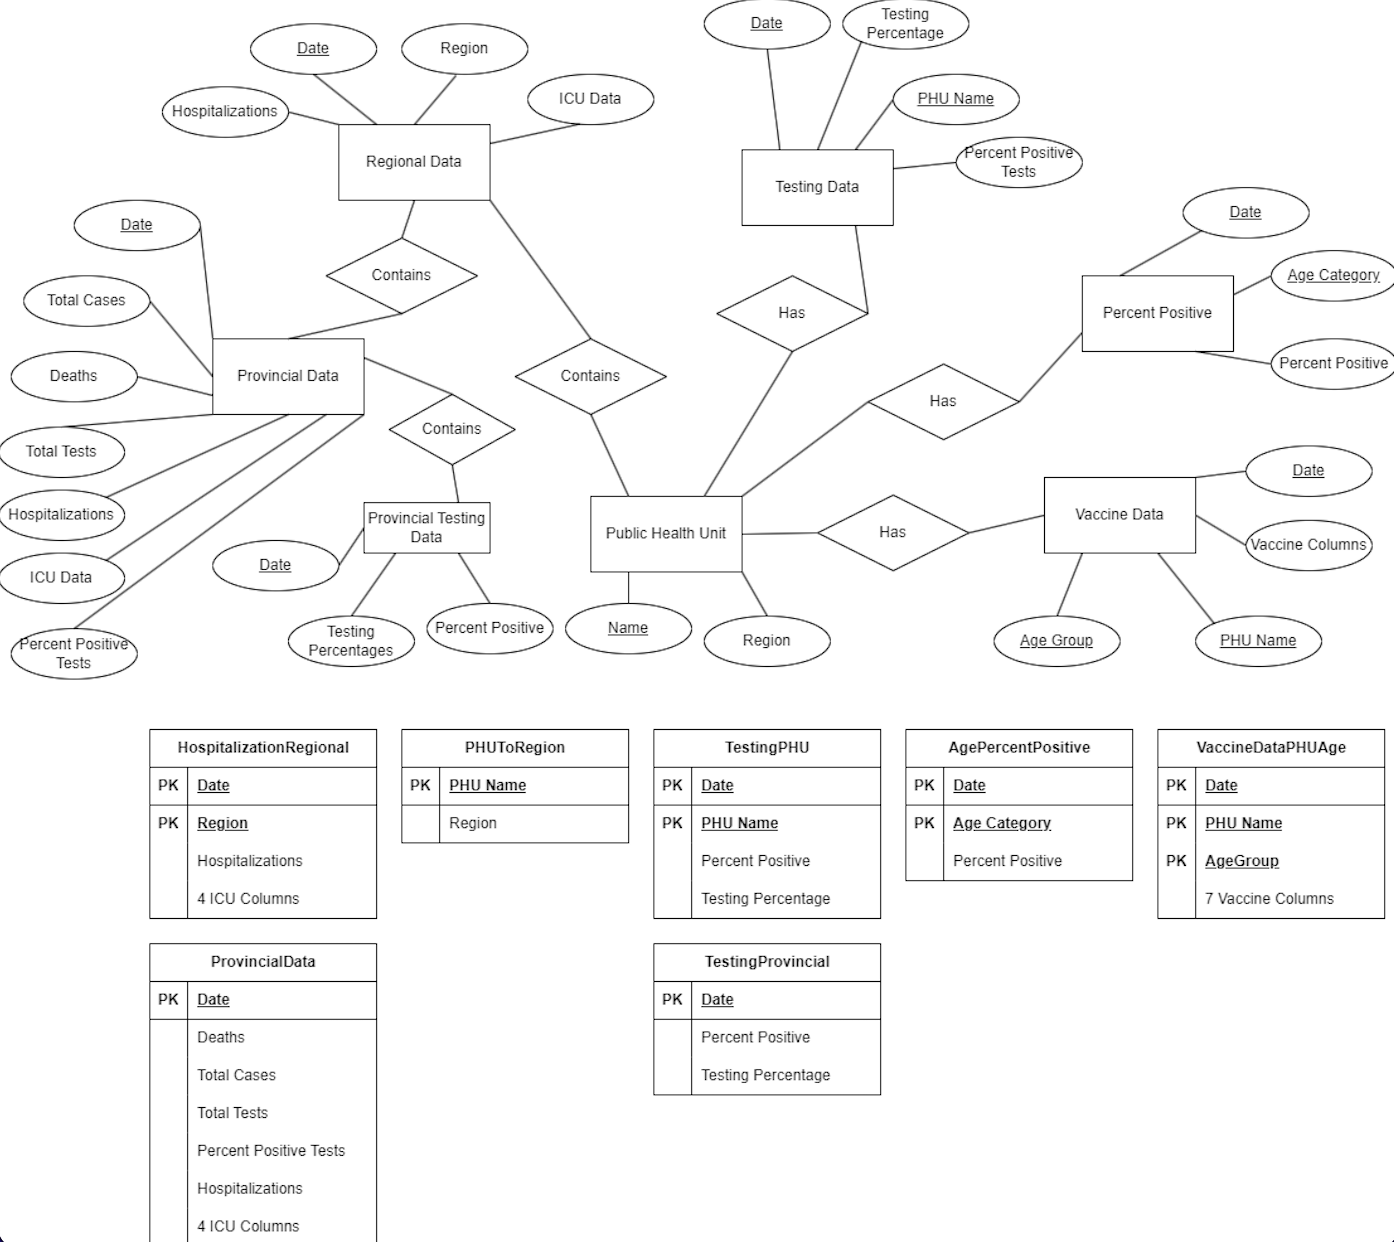 Date
Testing
Percentage
Date
Region
ICU Data
Hospitalizations
PHU Name
Regional Data
Percent Positive
Tests
Testing Data
Date
Date
Contains
Age Category
Total Cases
Has
Percent Positive
Percent Positive
Deaths
Provincial Data
Contains
Has
Contains
Total Tests
Date
Hospitalizations
Provincial Testing
Data
Public Health Unit
Has
Vaccine Data
Vaccine Columns
ICU Data
Date
Testing
Percentages
Percent Positive
Name
Region
Age Group
PHU Name
Percent Positive
Tests
HospitalizationRegional
PK Date
PK Region
Hospitalizations
4 ICU Columns
PHUToRegion
PK PHU Name
Region
TestingPHU
PK Date
PK PHU Name
Percent Positive
Testing Percentage
AgePercentPositive
PK Date
PK Age Category
Percent Positive
VaccineDataPHUAge
PK Date
PK PHU Name
PK AgeGroup
7 Vaccine Columns
ProvincialData
PK Date
Deaths
Total Cases
Total Tests
Percent Positive Tests
Hospitalizations
4 ICU Columns
TestingProvincial
PK Date
Percent Positive
Testing Percentage